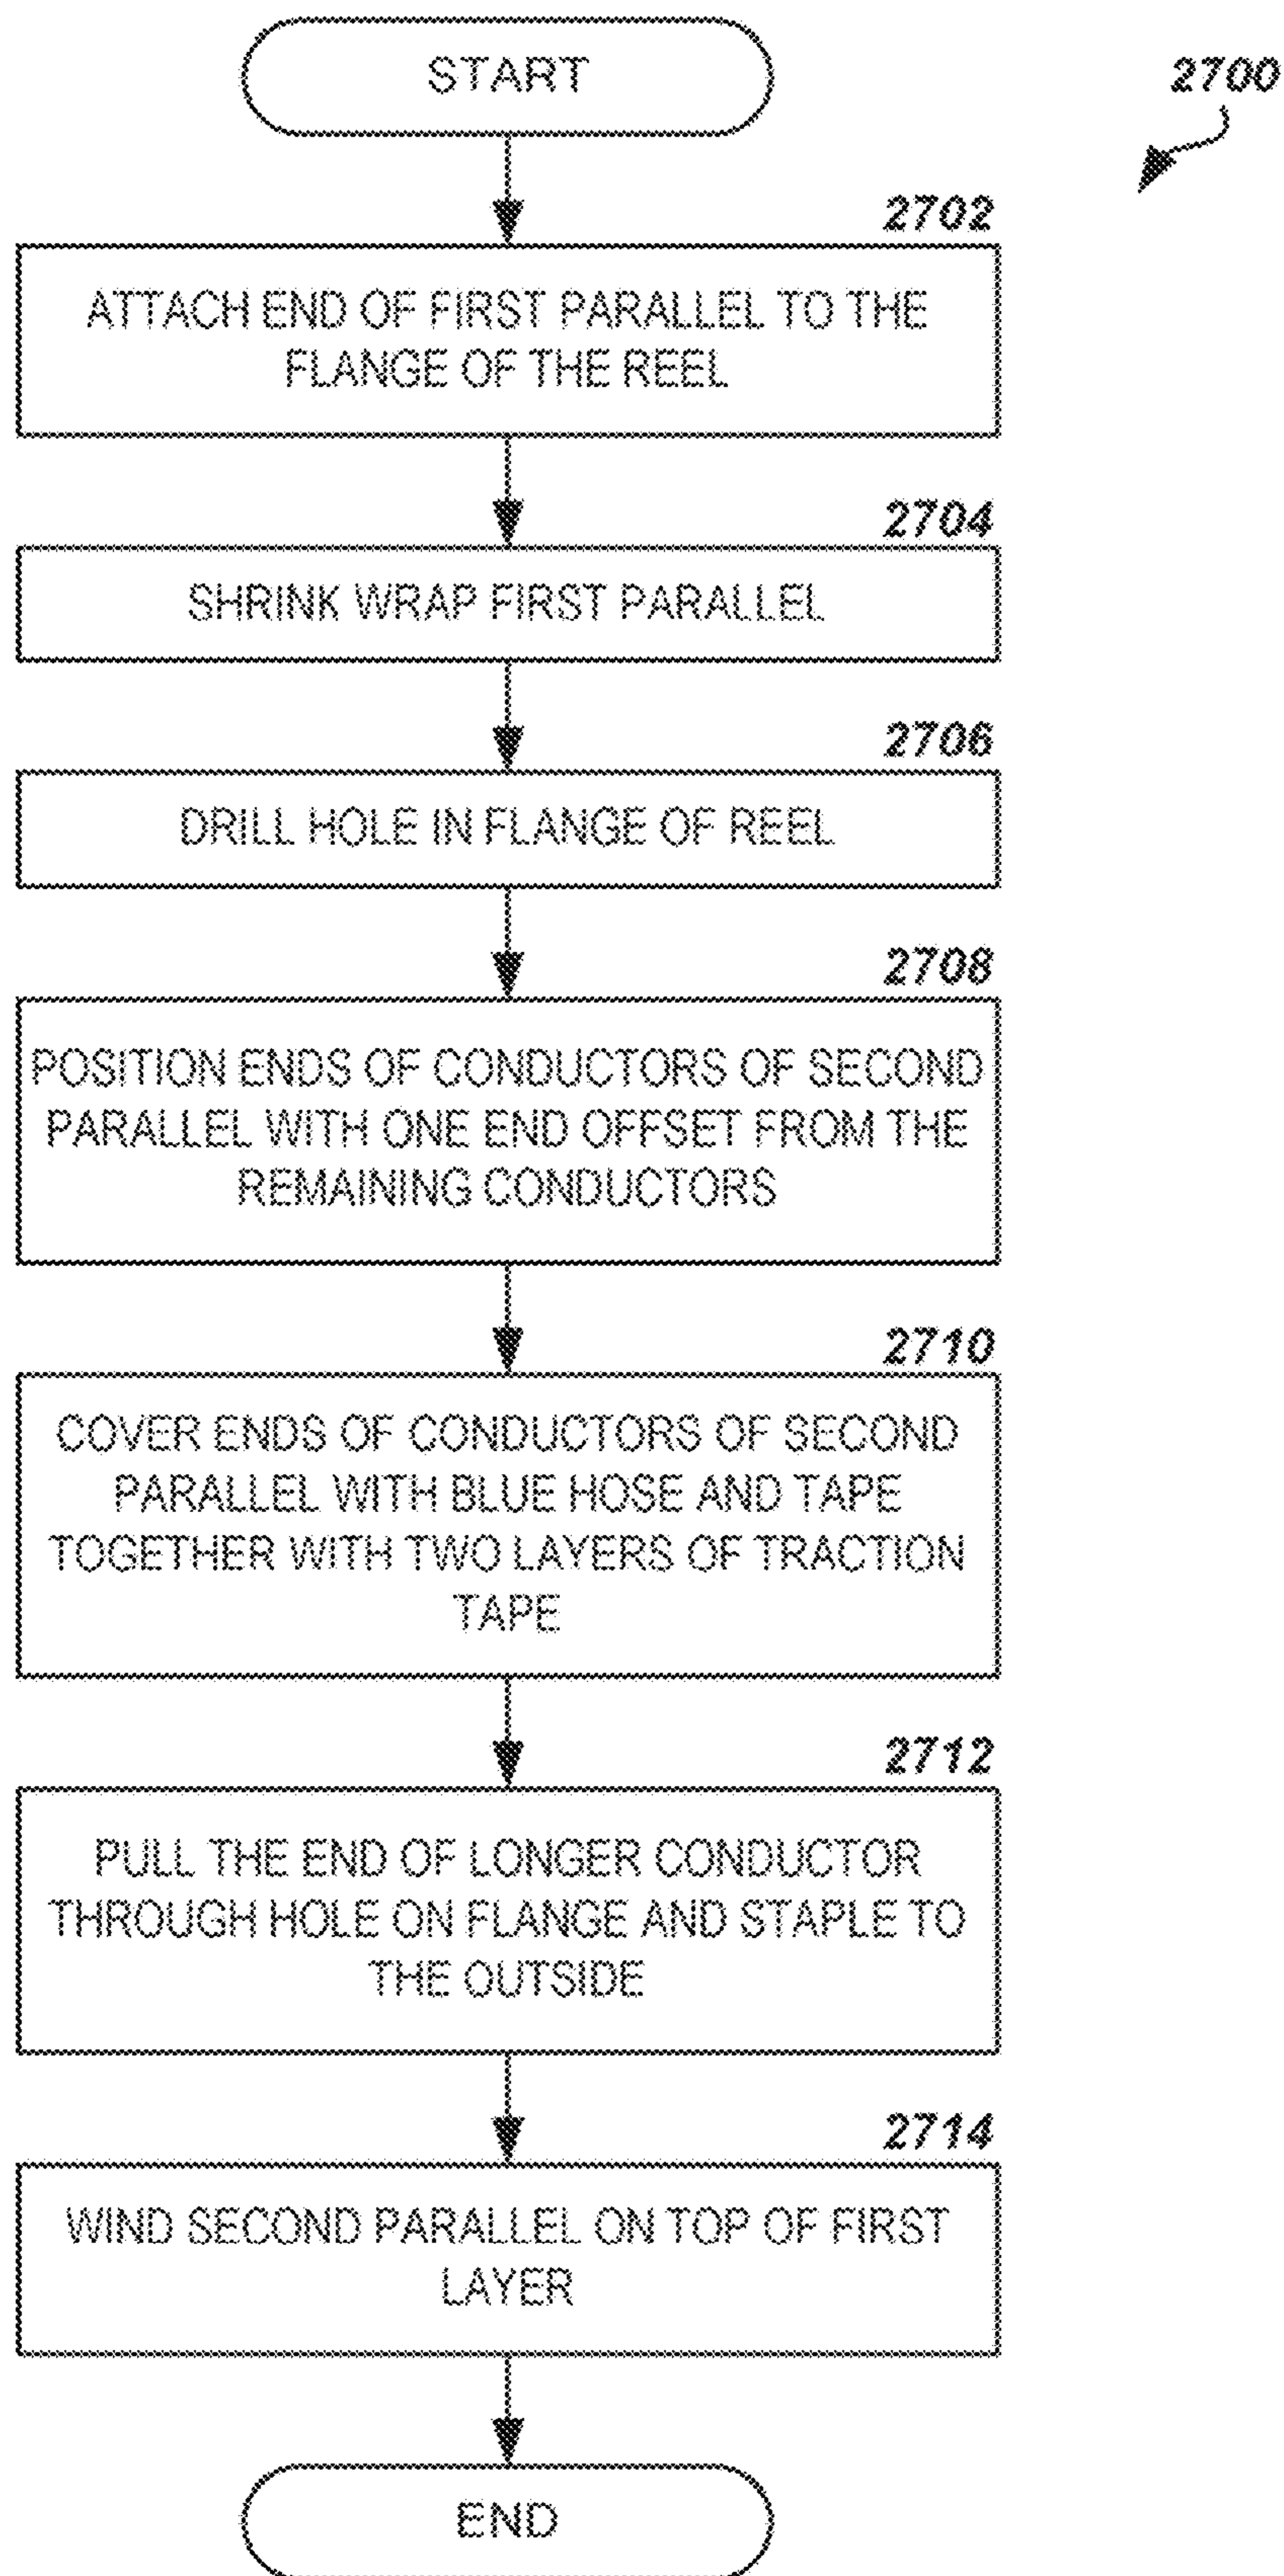 START
2700
2702
ATTACH END OF FIRST PARALLEL TO THE
FLANGE OF THE REEL
2704
SHRINK WRAP FIRST PARALLEL
2706
DRILL HOLE IN FLANGE OF REEL
2708
POSITION ENDS OF CONDUCTORS OF SECOND
PARALLEL WITH ONE END OFFSET FROM THE
REMAINING CONDUCTORS
2710
COVER ENDS OF CONDUCTORS OF SECOND
PARALLEL WITH BLUE HOSE AND TAPE
TOGETHER WITH TWO LAYERS OF TRACTION
TAPE
2712
PULL THE END OF LONGER CONDUCTOR
THROUGH HOLE ON FLANGE AND STAPLE TO
THE OUTSIDE
2714
WIND SECOND PARALLEL ON TOP OF FIRST
LAYER
END